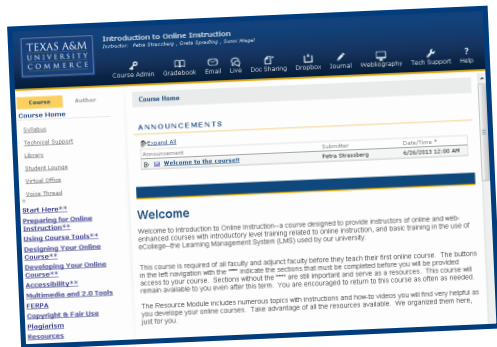 TEXAS A&M
UNIVERSITY
COMMERCE
Introduction to Online Instruction
Instructor: Petra Strassberg, Greta Spradling, Sunni Wiegel
Course Admin Gradebook Email Live Doc Sharing Dropbox Journal Webliography Tech Support Help
Course Author
Course Home
Syllabus
Technical Support
Library
Student Lounge
Virtual Office
Voice Thread
Start Here**
Preparing for Online
Instruction**
Using Course Tools**
Designing Your Online
Course**
Developing Your Online
Course**
Accessibility**
Multimedia and 2.0 Tools
FERPA
Copyright & Fair Use
Plagiarism
Resources
Course Home
ANNOUNCEMENTS
Expand All
Announcement Submitter Date/Time
Welcome to the course!! Petra Strassberg 6/26/2013 12:00 AM
Welcome
Welcome to Introduction to Online Instruction—a course designed to provide instructors of online and web-
enhanced courses with introductory level training related to online instruction, and basic training in the use of
eCollege—the Learning Management System (LMS) used by our university.
This course is required of all faculty and adjunct faculty before they teach their first online course. The buttons
in the left navigation with the "**" indicate the sections that must be completed before you will be provided
access to your course. Sections without the "**" are still important and serve as a resources. This course will
remain available to you even after this term. You are encouraged to return to this course as often as needed.
The Resource Module includes numerous topics with instructions and how-to videos you will find very helpful as
you develope your online courses. Take advantage of all the resources available. We organized them here,
just for you.